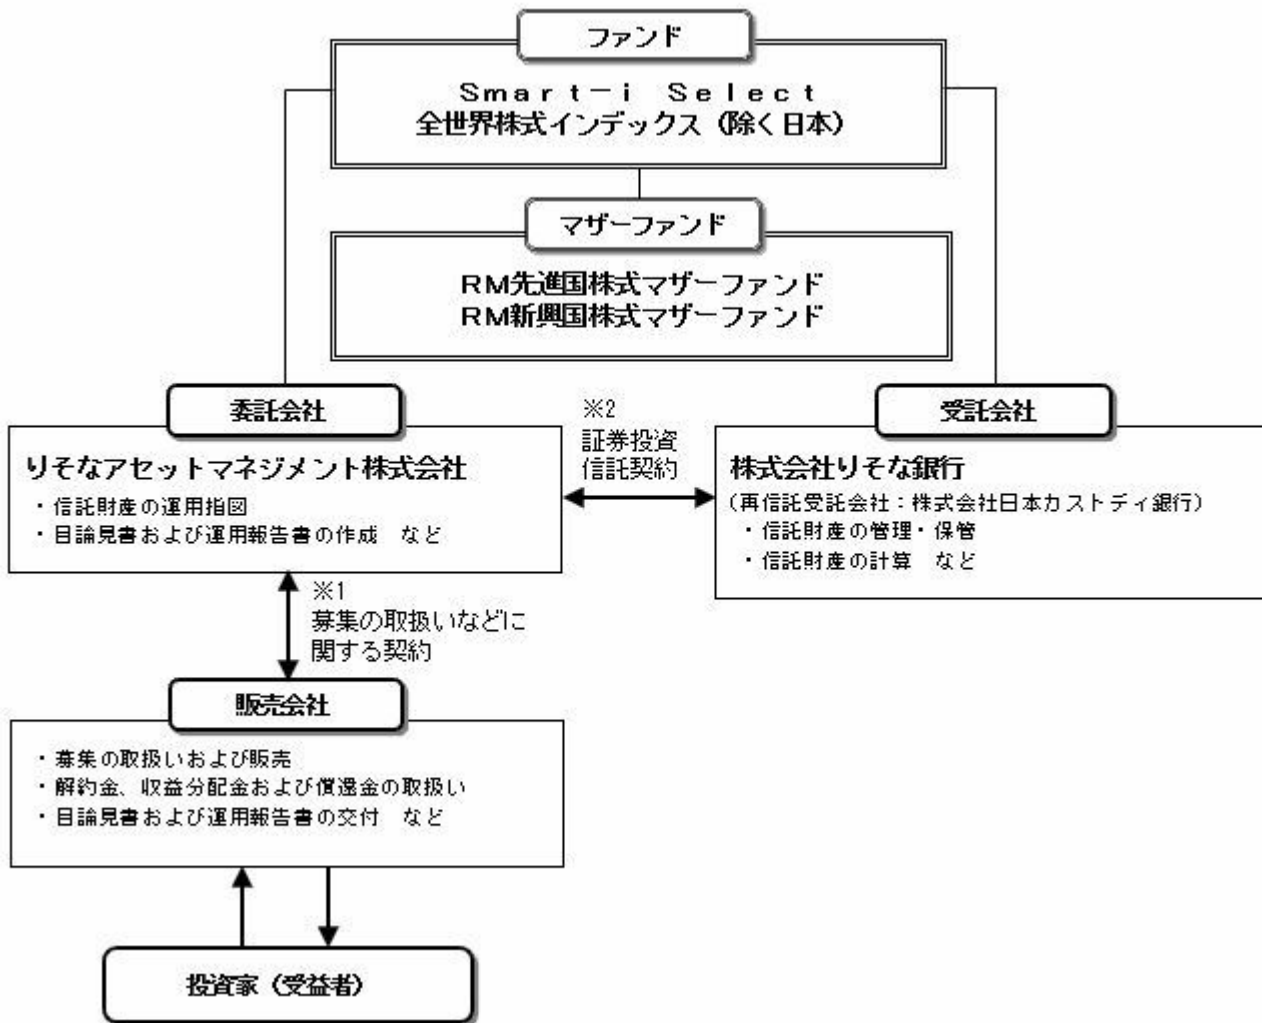 ファンド
Ｓｍａｒｔ－ｉ　Ｓｅｌｅｃｔ
全世界株式インデックス（除く日本）
マザーファンド
ＲＭ先進国株式マザーファンド
ＲＭ新興国株式マザーファンド
委託会社
りそなアセットマネジメント株式会社
・信託財産の運用指図
・目論見書および運用報告書の作成　など
※2
証券投資
信託契約
受託会社
株式会社りそな銀行
（再信託受託会社：株式会社日本カストディ銀行）
・信託財産の管理・保管
・信託財産の計算　など
※1
募集の取扱いなどに
関する契約
販売会社
・募集の取扱いおよび販売
・解約金、収益分配金および償還金の取扱い
・目論見書および運用報告書の交付　など
投資家（受益者）